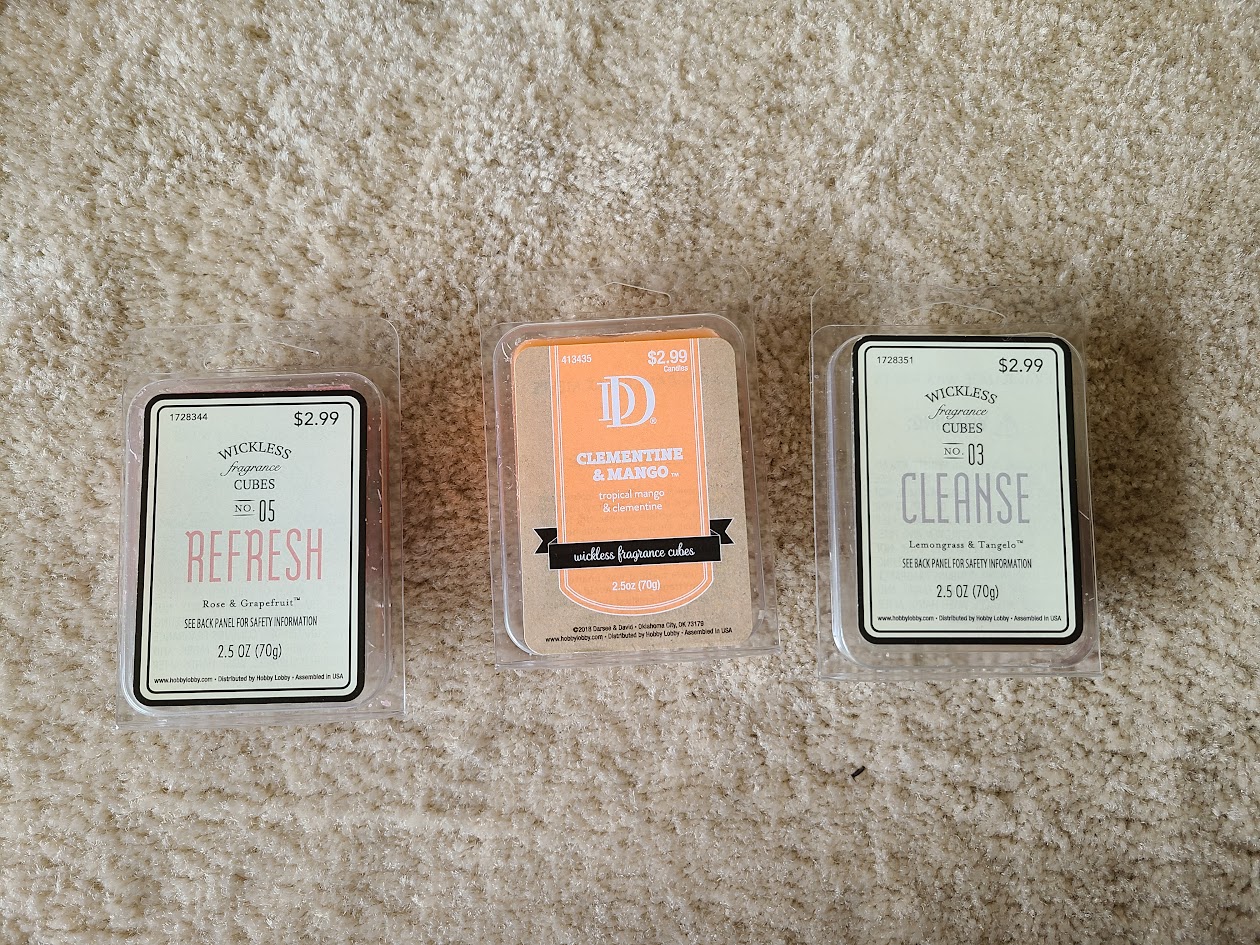 1728344 $2.99
WICKLESS
fragrance
CUBES
NO. 05
REFRESH
Rose & Grapefruit™
SEE BACK PANEL FOR SAFETY INFORMATION
2.5 OZ (70g)
www.hobbylobby.com • Distributed by Hobby Lobby • Assembled in USA
413435 $2.99
Candles
DD®
CLEMENTINE
& MANGO™
tropical mango
& clementine
wickless fragrance cubes
2.5oz (70g)
©2018 Darsee & David • Oklahoma City, OK 73179
www.hobbylobby.com • Distributed by Hobby Lobby • Assembled in USA
1728351 $2.99
WICKLESS
fragrance
CUBES
NO. 03
CLEANSE
Lemongrass & Tangelo™
SEE BACK PANEL FOR SAFETY INFORMATION
2.5 OZ (70g)
www.hobbylobby.com • Distributed by Hobby Lobby • Assembled in USA